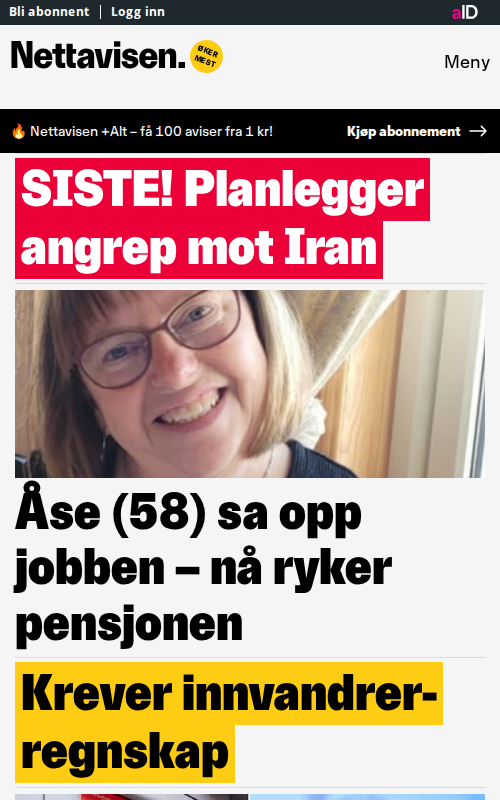 Bli abonnent | Logg inn
aID
Nettavisen.
ØKER
MEST
Meny
🔥 Nettavisen +Alt – få 100 aviser fra 1 kr!
Kjøp abonnement →
SISTE! Planlegger
angrep mot Iran
Åse (58) sa opp
jobben – nå ryker
pensjonen
Krever innvandrer-
regnskap